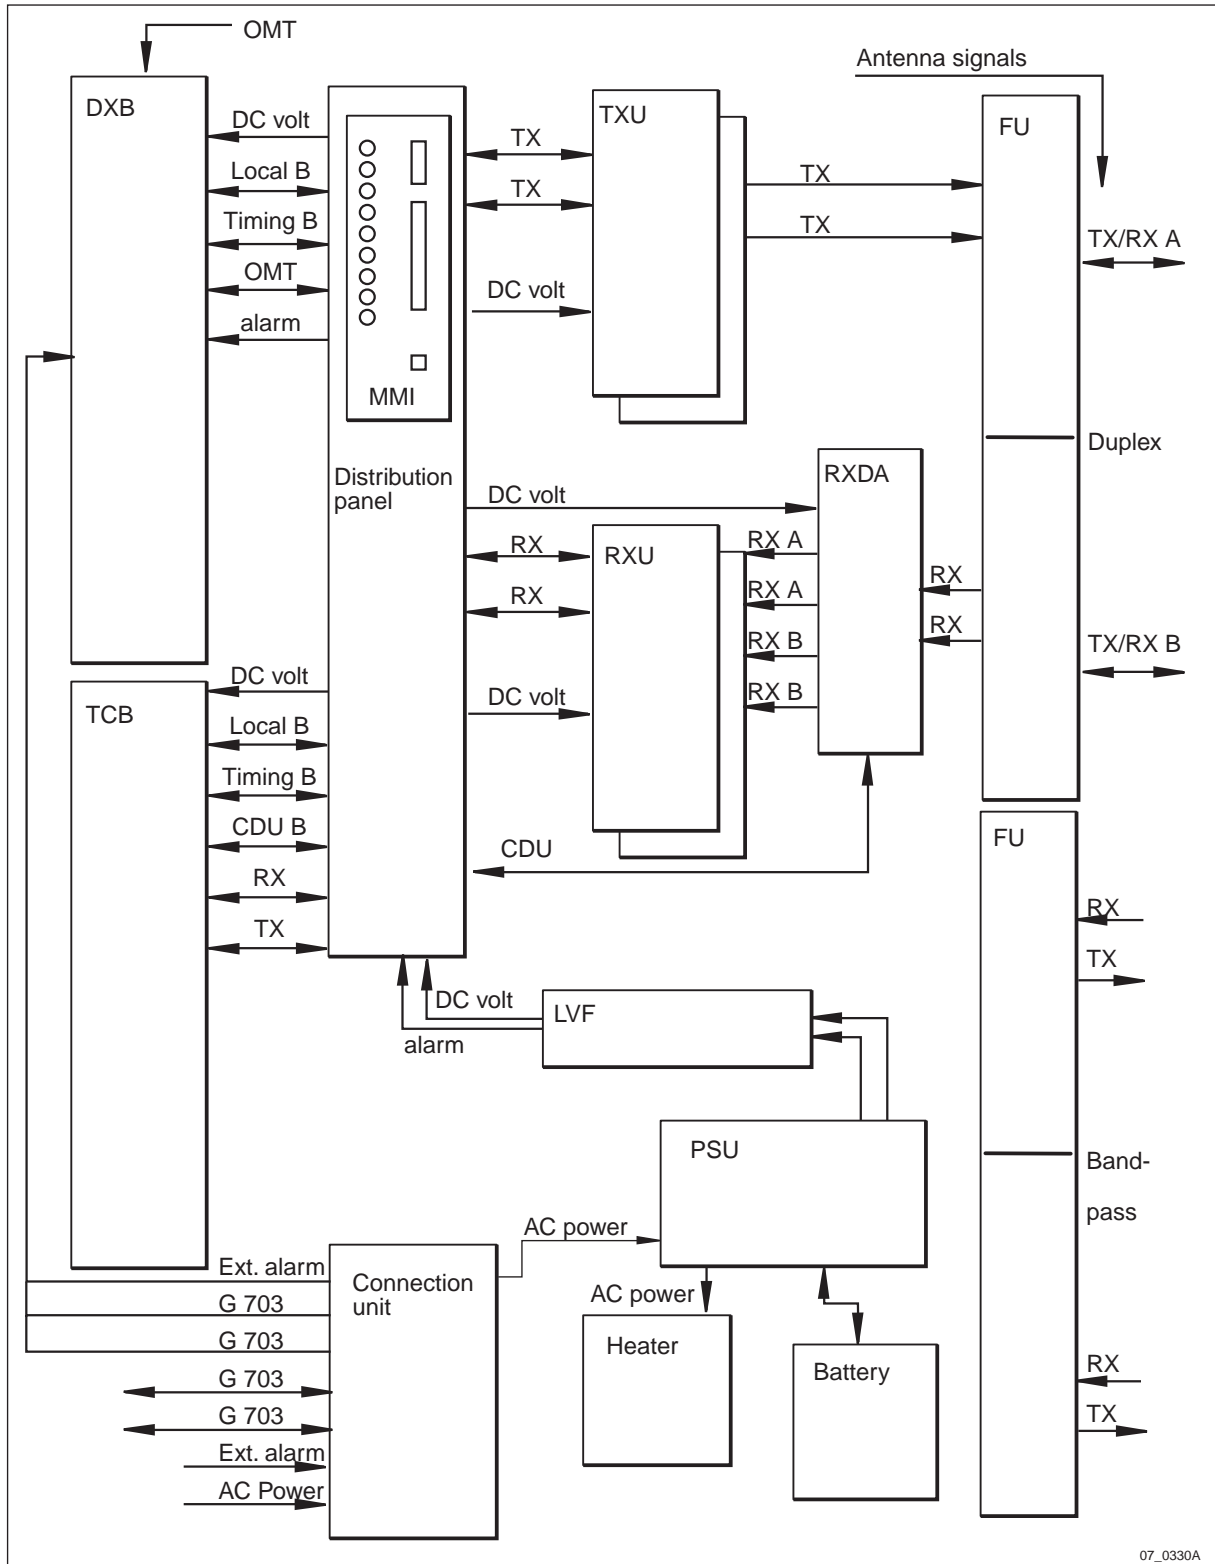 OMT
Antenna signals
DXB
DC volt
Local B
Timing B
OMT
alarm
MMI
Distribution
panel
TX
TX
DC volt
TXU
TX
TX
FU
TX/RX A
Duplex
TX/RX B
DC volt
RX
RX
DC volt
RXU
RXDA
RX A
RX A
RX B
RX B
RX
RX
CDU
TCB
DC volt
Local B
Timing B
CDU B
RX
TX
DC volt
alarm
LVF
FU
RX
TX
Band-
pass
RX
TX
PSU
AC power
AC power
Heater
Battery
Connection
unit
Ext. alarm
G 703
G 703
G 703
G 703
Ext. alarm
AC Power
07_0330A